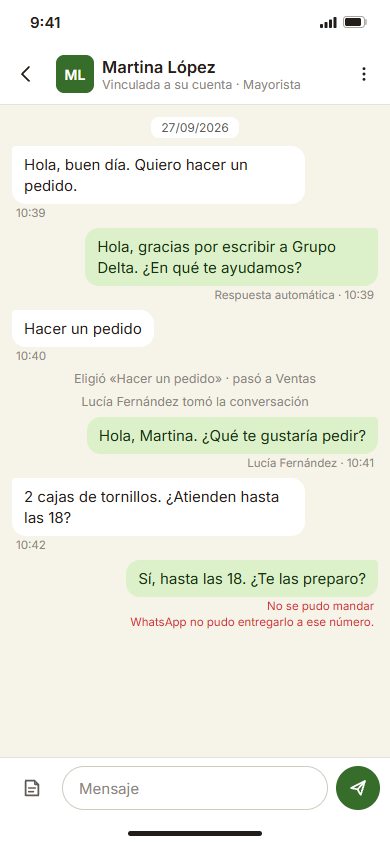 9:41
ML
Martina López
Vinculada a su cuenta · Mayorista
27/09/2026
Hola, buen día. Quiero hacer un
pedido.
10:39
Hola, gracias por escribir a Grupo
Delta. ¿En qué te ayudamos?
Respuesta automática · 10:39
Hacer un pedido
10:40
Eligió «Hacer un pedido» · pasó a Ventas
Lucía Fernández tomó la conversación
Hola, Martina. ¿Qué te gustaría pedir?
Lucía Fernández · 10:41
2 cajas de tornillos. ¿Atienden hasta
las 18?
10:42
Sí, hasta las 18. ¿Te las preparo?
No se pudo mandar
WhatsApp no pudo entregarlo a ese número.
Mensaje